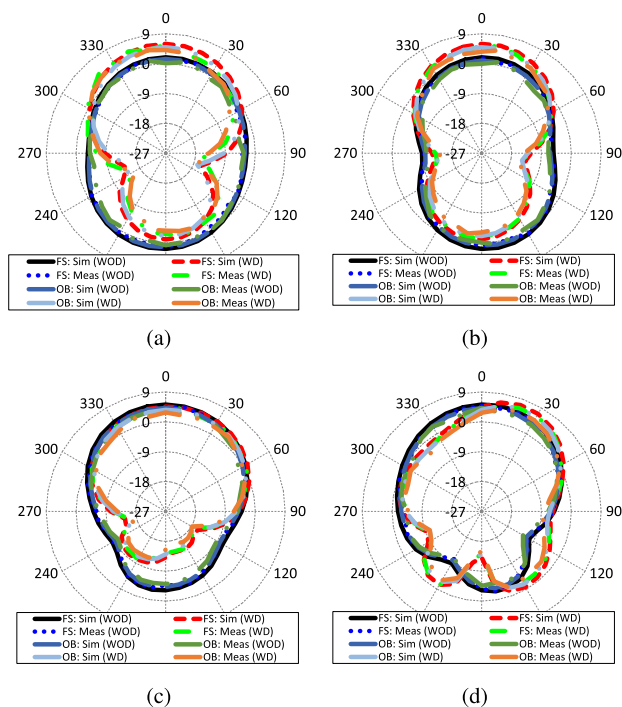 0
-9
330
30
0
300
-9
60
-18
270
-27
90
240
120
FS: Sim (WOD)
FS: Sim (WD)
FS: Meas (WOD)
FS: Meas (WD)
OB: Sim (WOD)
OB: Meas (WOD)
OB: Sim (WD)
OB: Meas (WD)
(a)
0
-9
330
30
0
300
-9
60
-18
270
-27
90
240
120
FS: Sim (WOD)
FS: Sim (WD)
FS: Meas (WOD)
FS: Meas (WD)
OB: Sim (WOD)
OB: Meas (WOD)
OB: Sim (WD)
OB: Meas (WD)
(b)
0
9
330
30
0
300
-9
60
-18
270
-27
90
240
120
FS: Sim (WOD)
FS: Sim (WD)
FS: Meas (WOD)
FS: Meas (WD)
OB: Sim (WOD)
OB: Meas (WOD)
OB: Sim (WD)
OB: Meas (WD)
(c)
0
9
330
30
0
300
-9
60
-18
270
-27
90
240
120
FS: Sim (WOD)
FS: Sim (WD)
FS: Meas (WOD)
FS: Meas (WD)
OB: Sim (WOD)
OB: Meas (WOD)
OB: Sim (WD)
OB: Meas (WD)
(d)